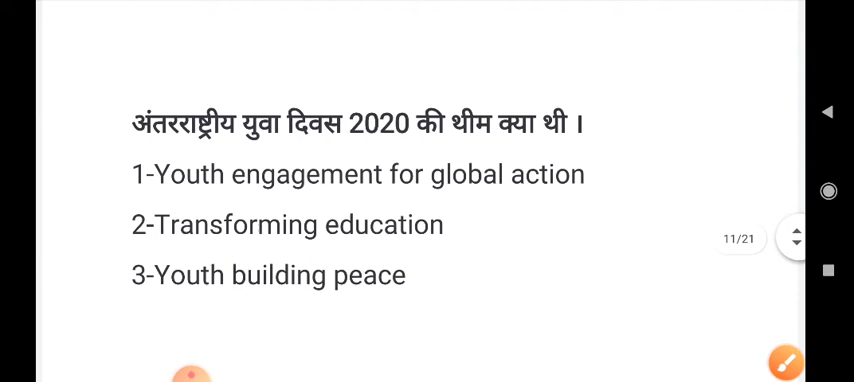 अंतरराष्ट्रीय युवा दिवस 2020 की थीम क्या थी ।
1-Youth engagement for global action
2-Transforming education
11/21
3-Youth building peace